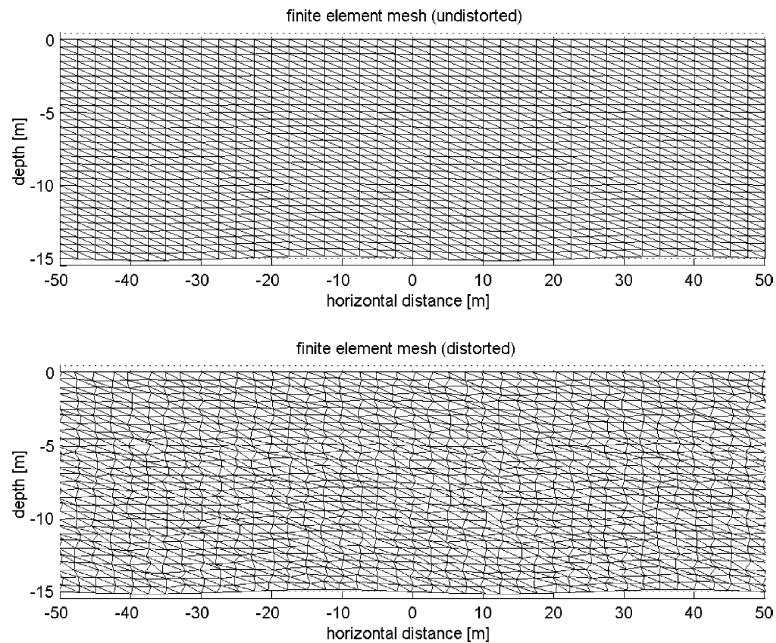 finite element mesh (undistorted)
0
-5
-10
-15
depth [m]
-50 -40 -30 -20 -10 0 10 20 30 40 50
horizontal distance [m]
finite element mesh (distorted)
0
-5
-10
-15
depth [m]
-50 -40 -30 -20 -10 0 10 20 30 40 50
horizontal distance [m]